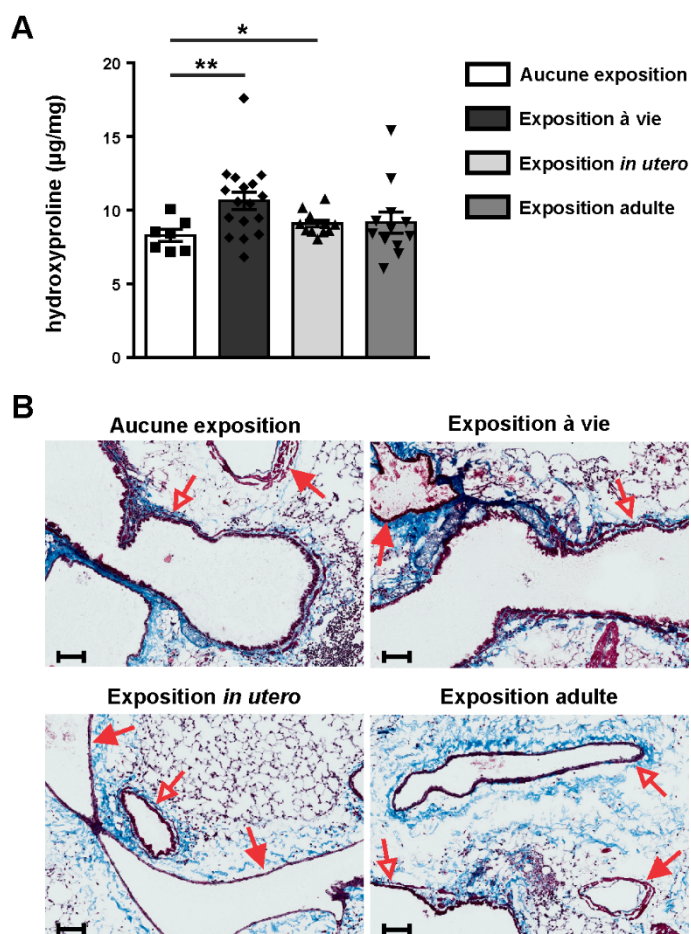 A
*
**
20
15
10
5
0
hydroxyproline (µg/mg)
Aucune exposition
Exposition à vie
Exposition in utero
Exposition adulte
B
Aucune exposition
Exposition à vie
Exposition in utero
Exposition adulte